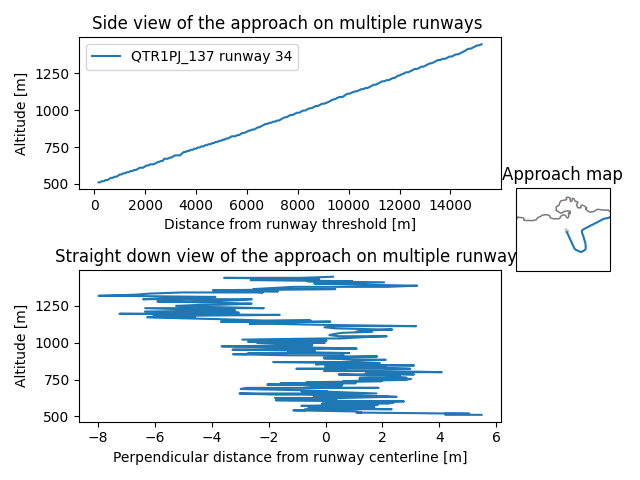 Side view of the approach on multiple runways
QTR1PJ_137 runway 34
Altitude [m]
1250
1000
750
500
0 2000 4000 6000 8000 10000 12000 14000
Distance from runway threshold [m]
Approach map
Straight down view of the approach on multiple runway
Altitude [m]
1250
1000
750
500
−8 −6 −4 −2 0 2 4 6
Perpendicular distance from runway centerline [m]